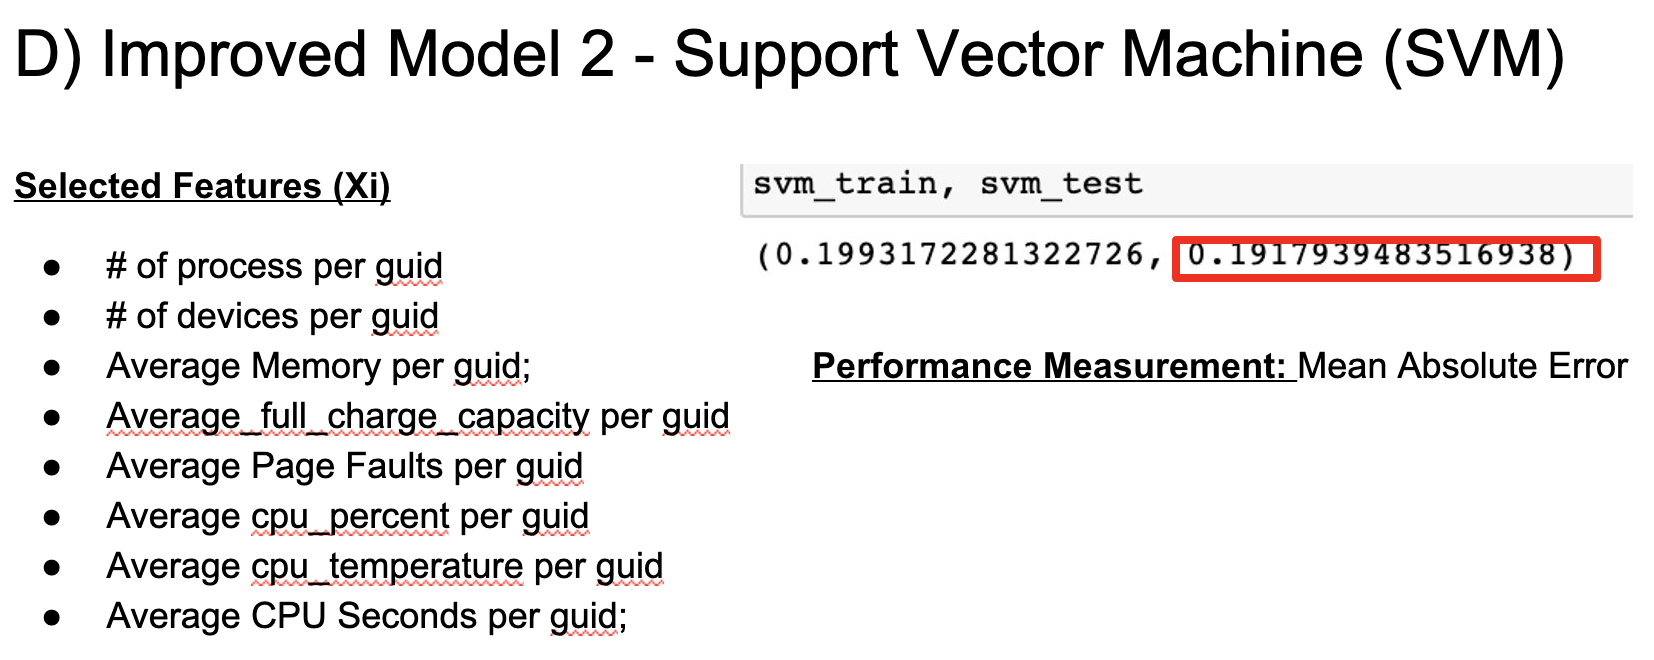 D) Improved Model 2 - Support Vector Machine (SVM)
Selected Features (Xi)
● # of process per guid
● # of devices per guid
● Average Memory per guid;
● Average_full_charge_capacity per guid
● Average Page Faults per guid
● Average cpu_percent per guid
● Average cpu_temperature per guid
● Average CPU Seconds per guid;
svm_train, svm_test
(0.1993172281322726, 0.1917939483516938)
Performance Measurement: Mean Absolute Error